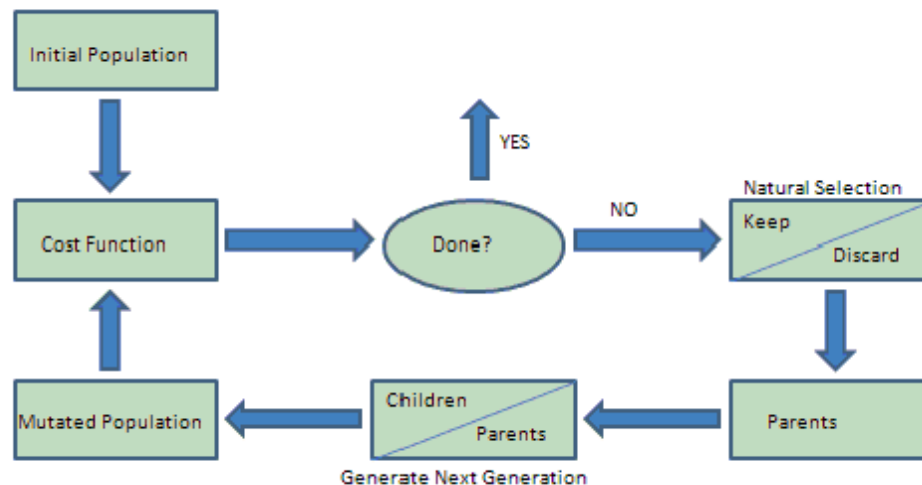 Initial Population
YES
Natural Selection
NO
Keep
Cost Function
Done?
Discard
Children
Mutated Population
Parents
Parents
Generate Next Generation